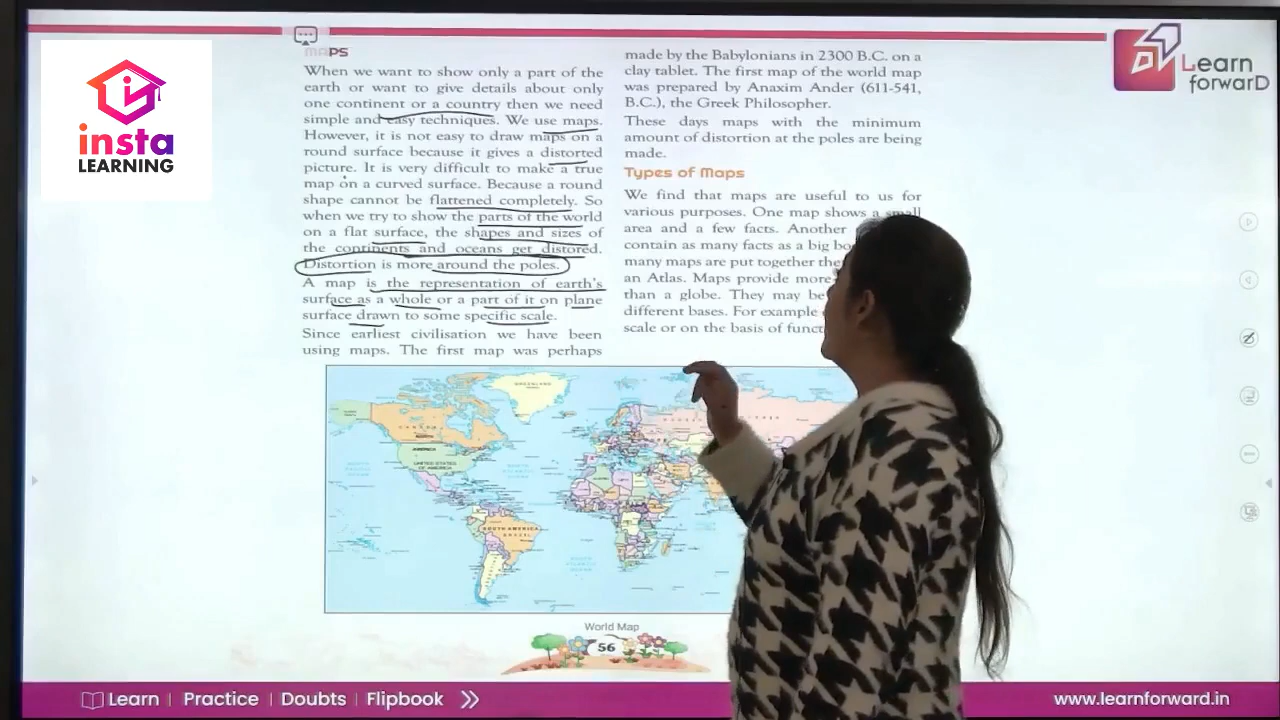 insta
LEARNING
Learn
forwarD
MAPS
When we want to show only a part of the
earth or want to give details about only
one continent or a country then we need
simple and easy techniques. We use maps.
However, it is not easy to draw maps on a
round surface because it gives a distorted
picture. It is very difficult to make a true
map on a curved surface. Because a round
shape cannot be flattened completely. So
when we try to show the parts of the world
on a flat surface, the shapes and sizes of
the continents and oceans get distored.
Distortion is more around the poles.
A map is the representation of earth's
surface as a whole or a part of it on plane
surface drawn to some specific scale.
Since earliest civilisation we have been
using maps. The first map was perhaps
made by the Babylonians in 2300 B.C. on a
clay tablet. The first map of the world map
was prepared by Anaxim Ander (611-541,
B.C.), the Greek Philosopher.
These days maps with the minimum
amount of distortion at the poles are being
made.
Types of Maps
We find that maps are useful to us for
various purposes. One map shows a small
area and a few facts. Another
contain as many facts as a big
many maps are put together
an Atlas. Maps provide more
than a globe. They may be
different bases. For example
scale or on the basis of
GREENLAND
CANADA
UNITED STATES
OF AMERICA
SOUTH AMERICA
BRAZIL
World Map
56
Learn | Practice | Doubts | Flipbook
www.learnforward.in